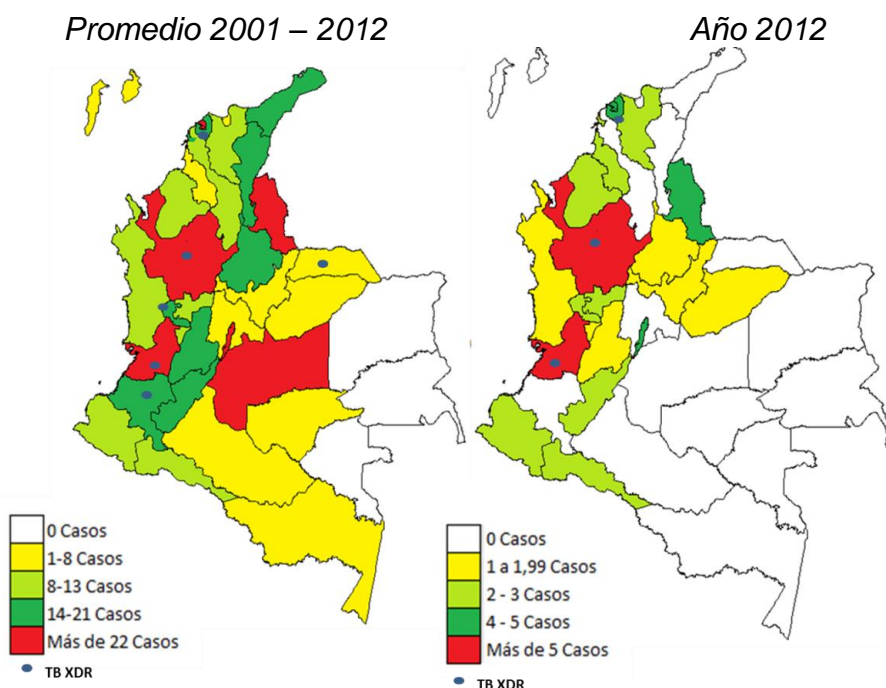 Promedio 2001 – 2012
Año 2012
0 Casos
1-8 Casos
8-13 Casos
14-21 Casos
Más de 22 Casos
TB XDR
0 Casos
1 a 1,99 Casos
2 - 3 Casos
4 - 5 Casos
Más de 5 Casos
TB XDR